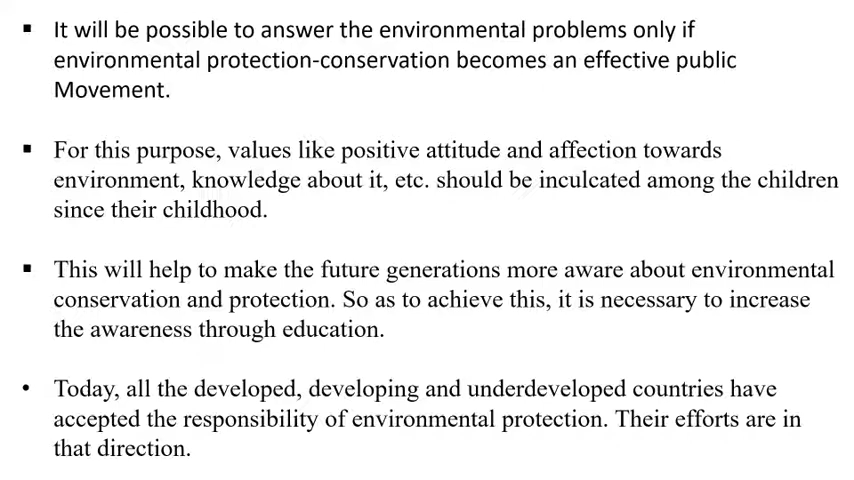 ▪ It will be possible to answer the environmental problems only if
environmental protection-conservation becomes an effective public
Movement.
▪ For this purpose, values like positive attitude and affection towards
environment, knowledge about it, etc. should be inculcated among the children
since their childhood.
▪ This will help to make the future generations more aware about environmental
conservation and protection. So as to achieve this, it is necessary to increase
the awareness through education.
• Today, all the developed, developing and underdeveloped countries have
accepted the responsibility of environmental protection. Their efforts are in
that direction.